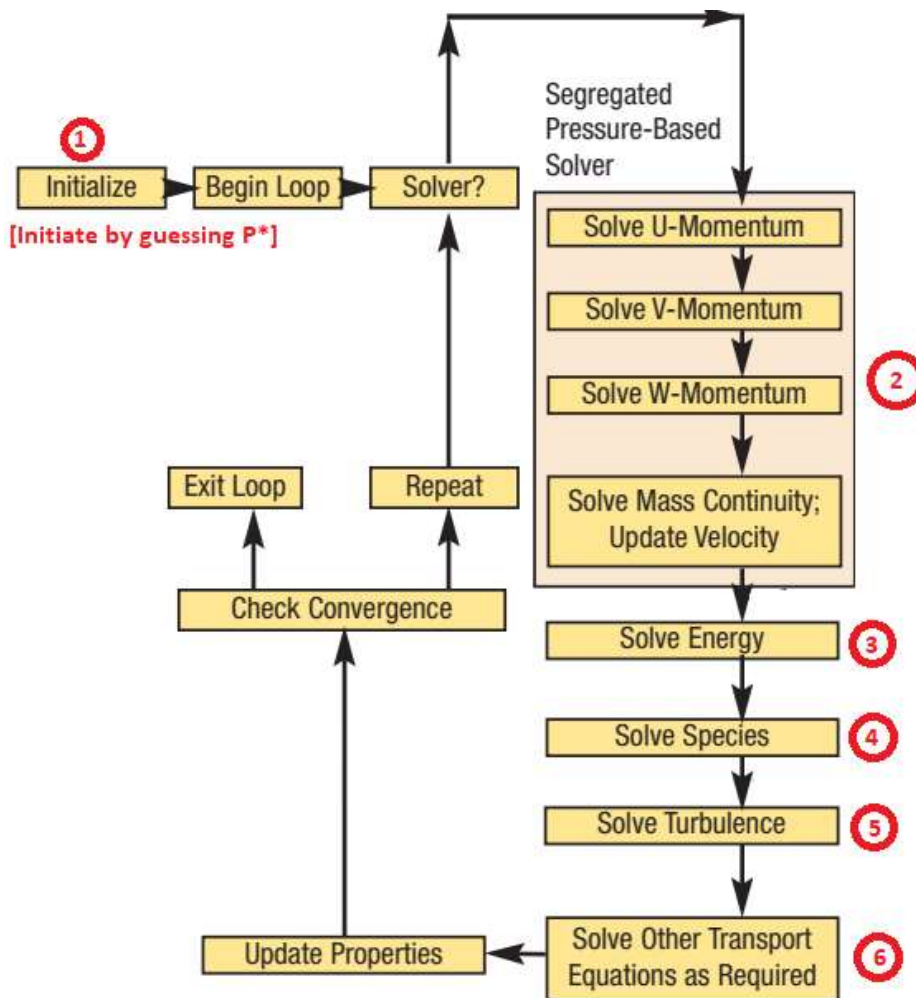 1
Initialize
Begin Loop
Solver?
[Initiate by guessing P*]
Segregated
Pressure-Based
Solver
Solve U-Momentum
Solve V-Momentum
Solve W-Momentum
2
Solve Mass Continuity;
Update Velocity
Exit Loop
Repeat
Check Convergence
Solve Energy
3
Solve Species
4
Solve Turbulence
5
Solve Other Transport
Equations as Required
6
Update Properties